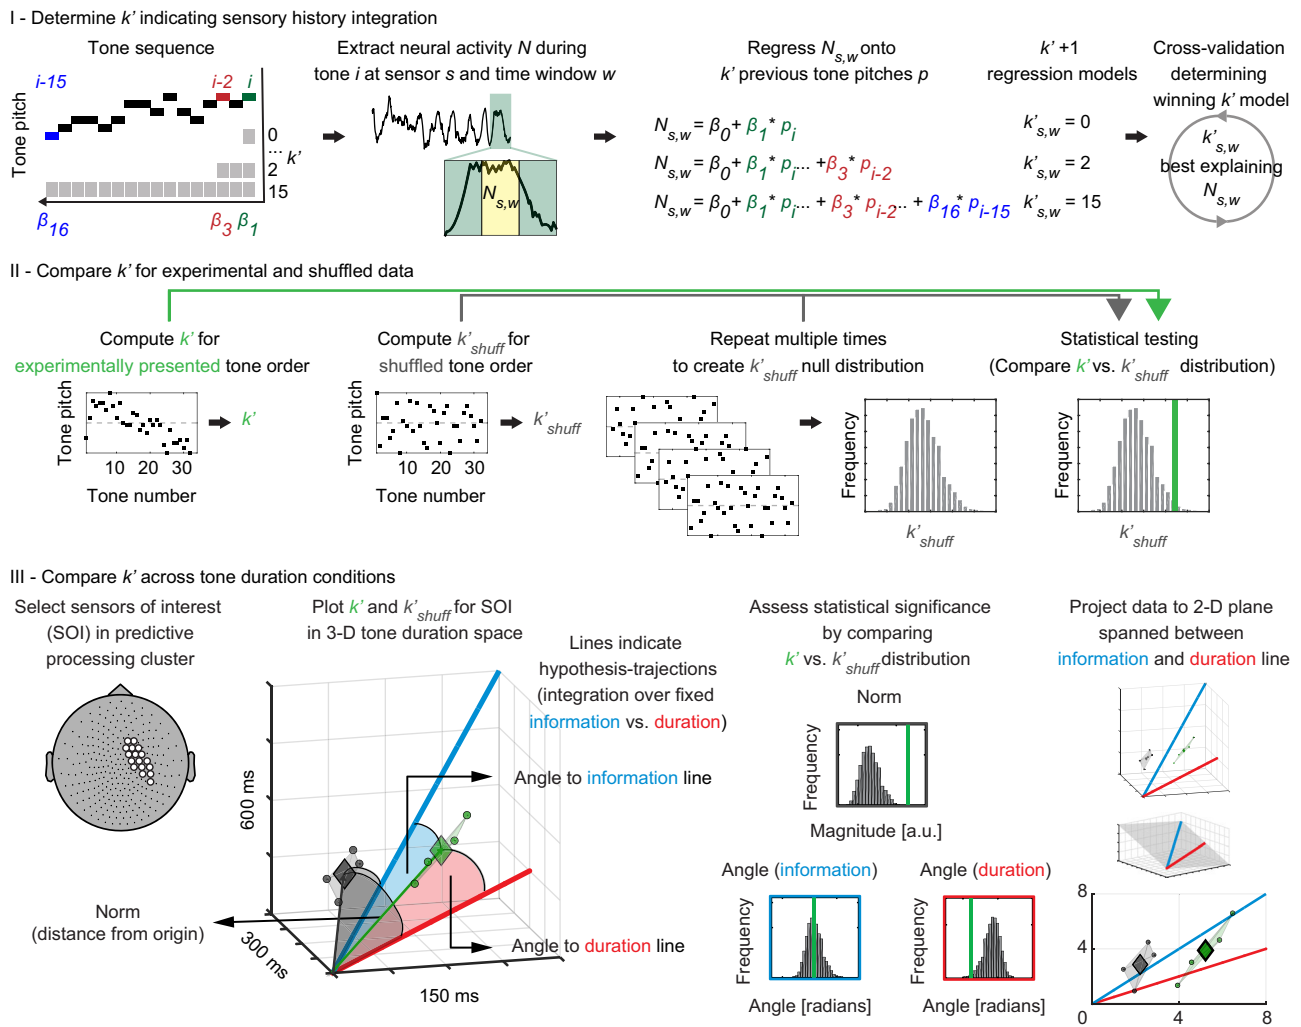 I - Determine k’ indicating sensory history integration
Tone sequence
Tone pitch
i-15
i-2
i
0
...
k’
2
15
β16
β3
β1
Extract neural activity N during
tone i at sensor s and time window w
Ns,w
Regress Ns,w onto
k’ previous tone pitches p
Ns,w = β0+ β1* pi
Ns,w = β0+ β1* pi... +β3* pi-2
Ns,w = β0+ β1* pi... + β3* pi-2... + β16* pi-15
k’ +1
regression models
k’s,w = 0
k’s,w = 2
k’s,w = 15
Cross-validation
determining
winning k’ model
k’s,w
best explaining
Ns,w
II - Compare k’ for experimental and shuffled data
Compute k’ for
experimentally presented tone order
Tone pitch
10 20 30
Tone number
k’
Compute k’shuff for
shuffled tone order
Tone pitch
10 20 30
Tone number
k’shuff
Repeat multiple times
to create k’shuff null distribution
Frequency
k’shuff
Statistical testing
(Compare k’ vs. k’shuff distribution)
Frequency
k’shuff
III - Compare k’ across tone duration conditions
Select sensors of interest
(SOI) in predictive
processing cluster
Plot k’ and k’shuff for SOI
in 3-D tone duration space
Lines indicate
hypothesis-trajectories
(integration over fixed
information vs. duration)
Angle to information line
Angle to duration line
Norm
(distance from origin)
600 ms
300 ms
150 ms
Assess statistical significance
by comparing
k’ vs. k’shuff distribution
Norm
Frequency
Magnitude [a.u.]
Angle (information)
Frequency
Angle [radians]
Angle (duration)
Frequency
Angle [radians]
Project data to 2-D plane
spanned between
information and duration line
8
4
0
0 4 8